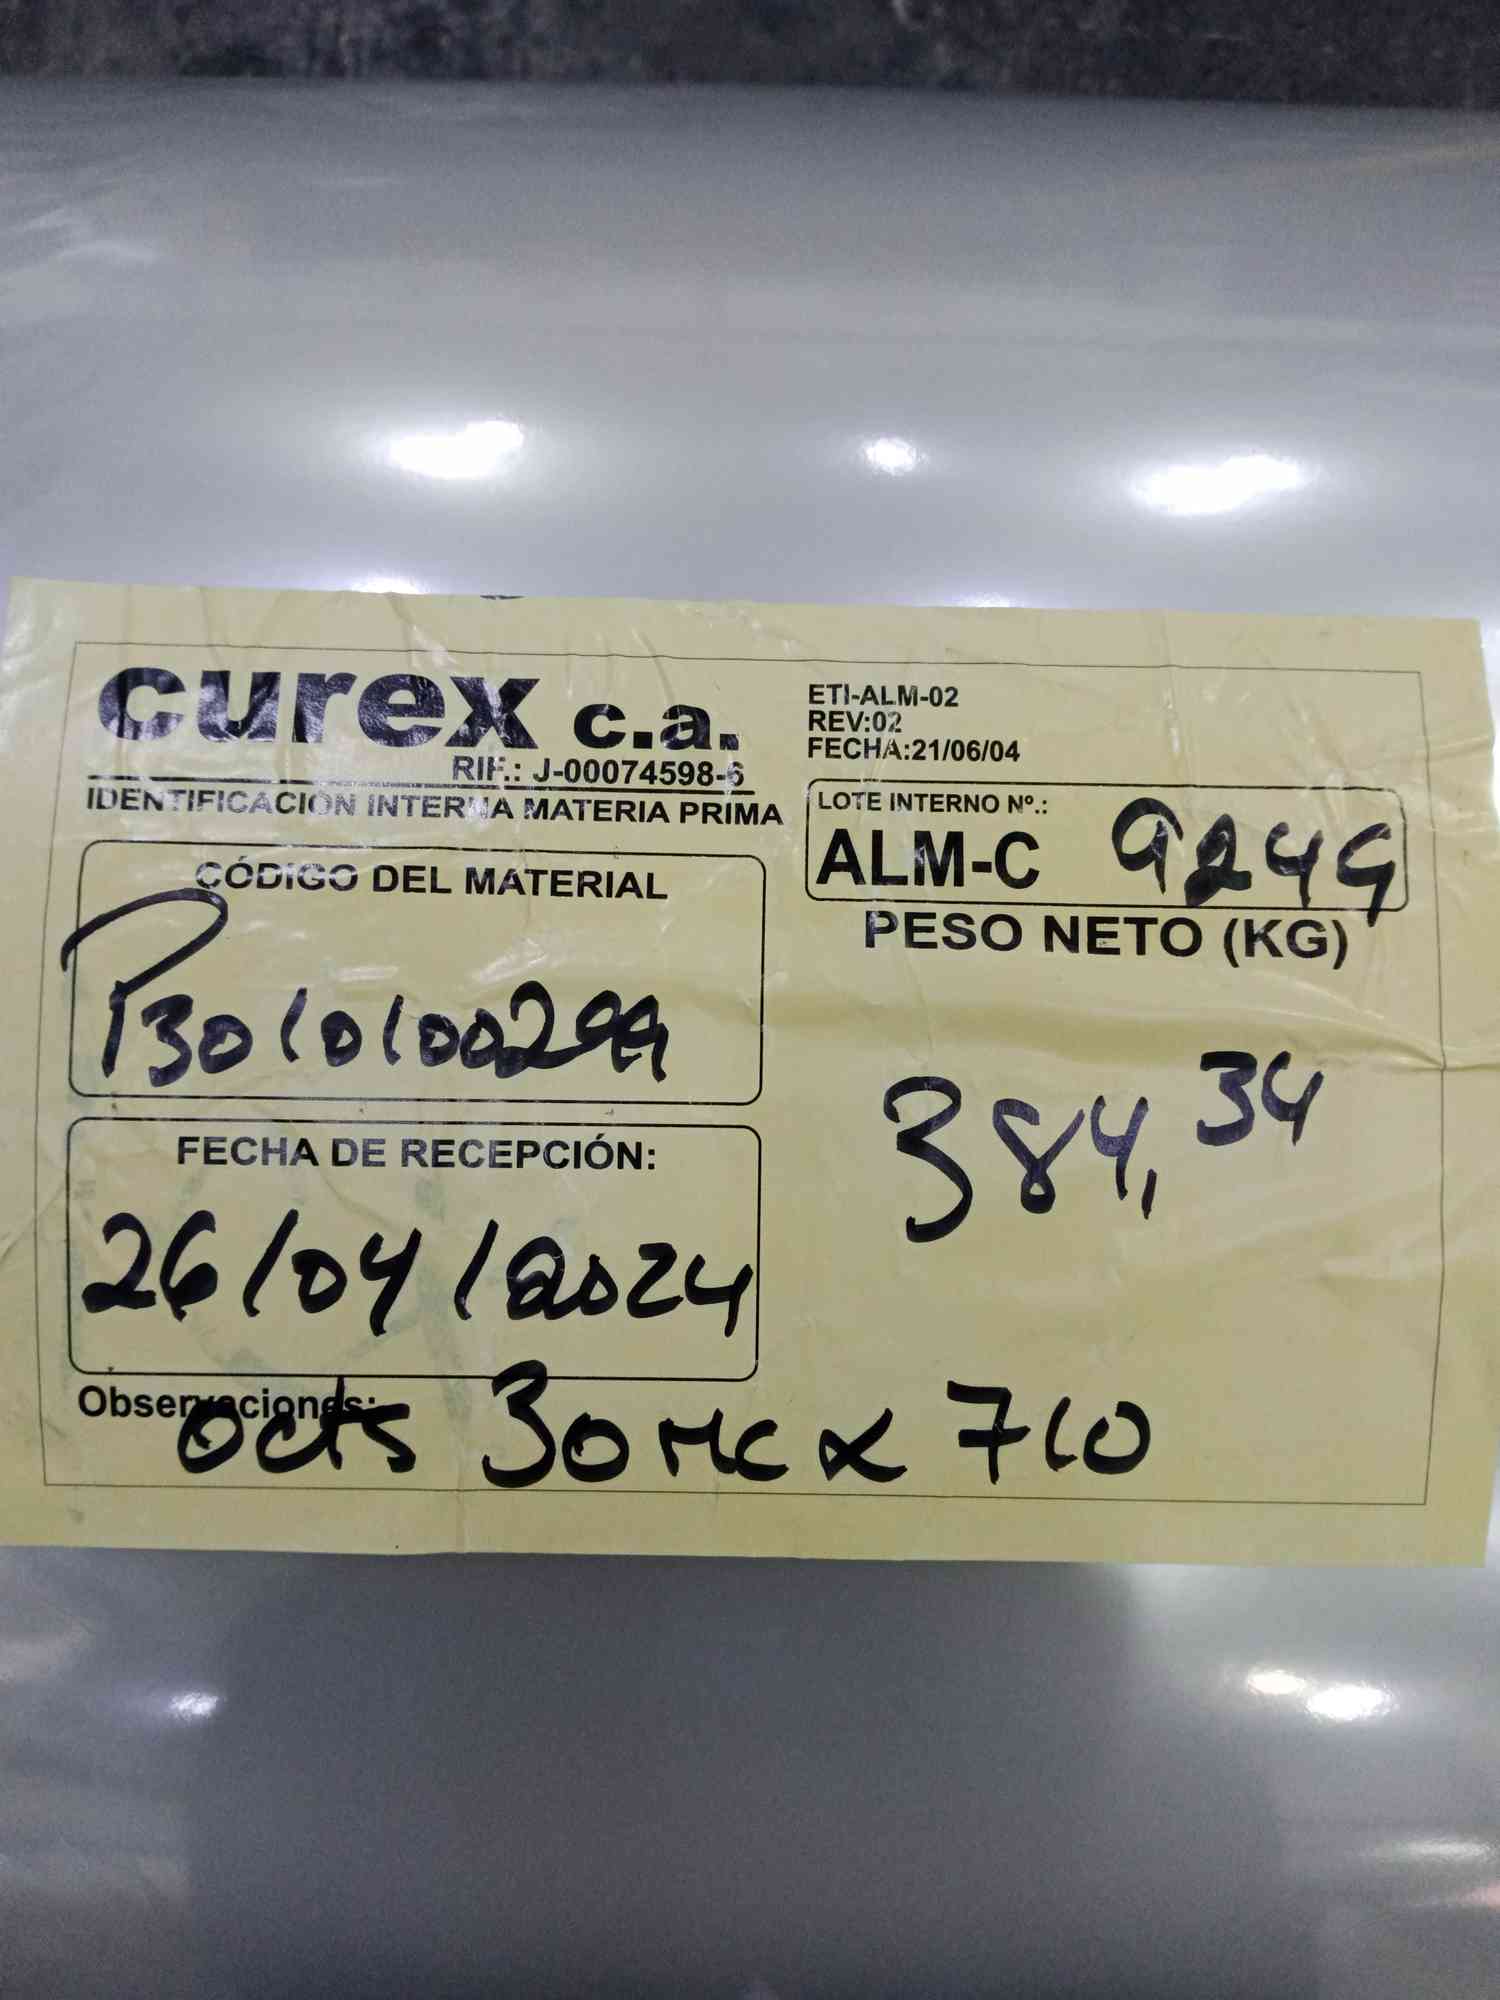 curex c.a.
RIF.: J-00074598-6
IDENTIFICACIÓN INTERNA MATERIA PRIMA
ETI-ALM-02
REV:02
FECHA:21/06/04
LOTE INTERNO Nº.:
ALM-C 9249
CÓDIGO DEL MATERIAL
P3010100299
PESO NETO (KG)
384,34
FECHA DE RECEPCIÓN:
26/04/2024
Observaciones:
30 MC x 710